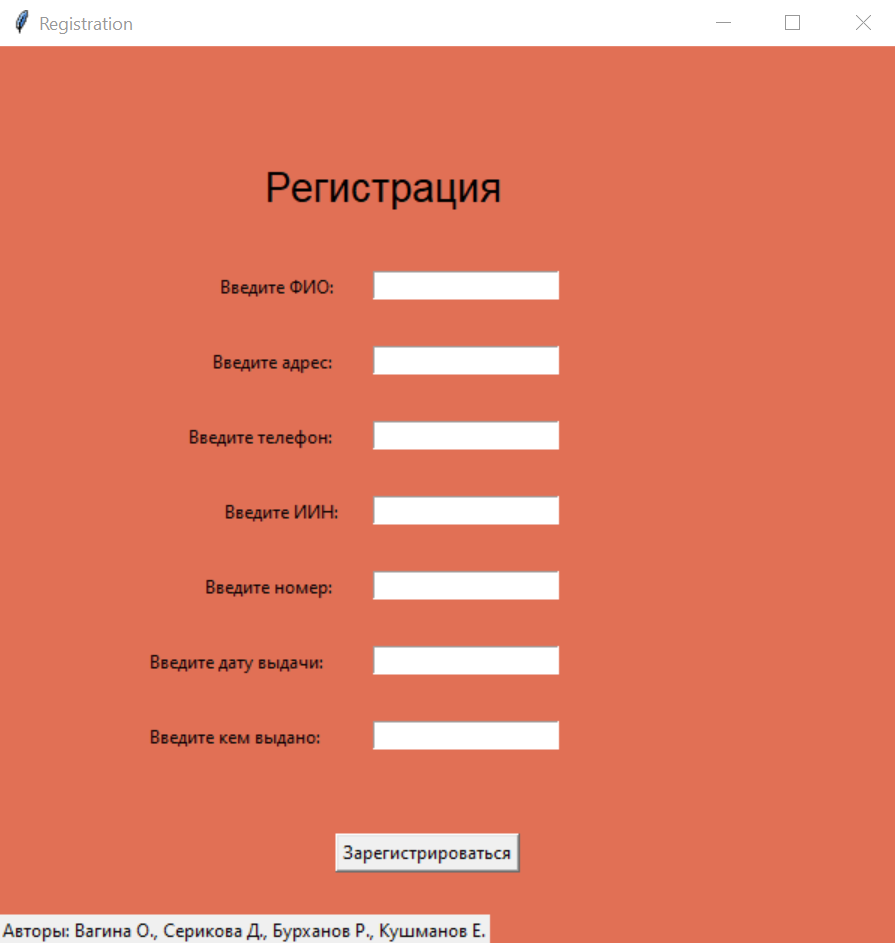 Registration
Регистрация
Введите ФИО:
Введите адрес:
Введите телефон:
Введите ИИН:
Введите номер:
Введите дату выдачи:
Введите кем выдано:
Зарегистрироваться
Авторы: Вагина О., Серикова Д., Бурханов Р., Кушманов Е.